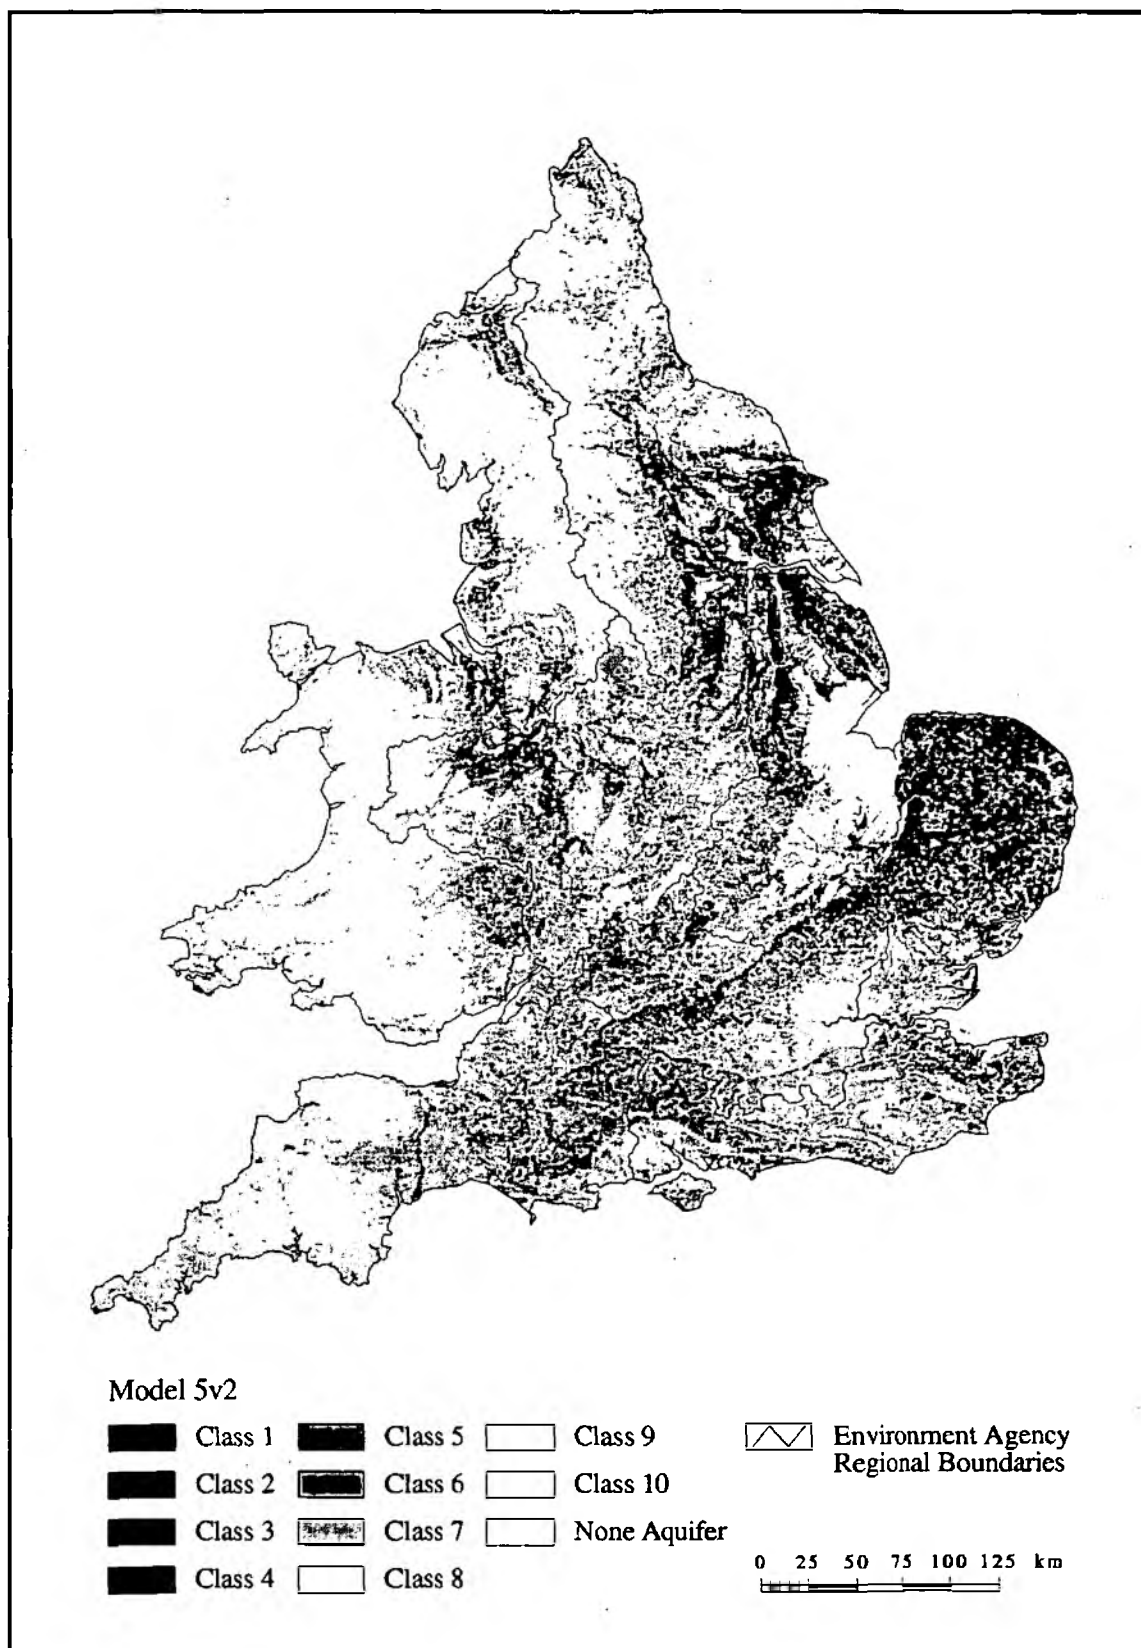 Model 5v2
Class 1
Class 2
Class 3
Class 4
Class 5
Class 6
Class 7
Class 8
Class 9
Class 10
None Aquifer
Environment Agency
Regional Boundaries
0 25 50 75 100 125 km